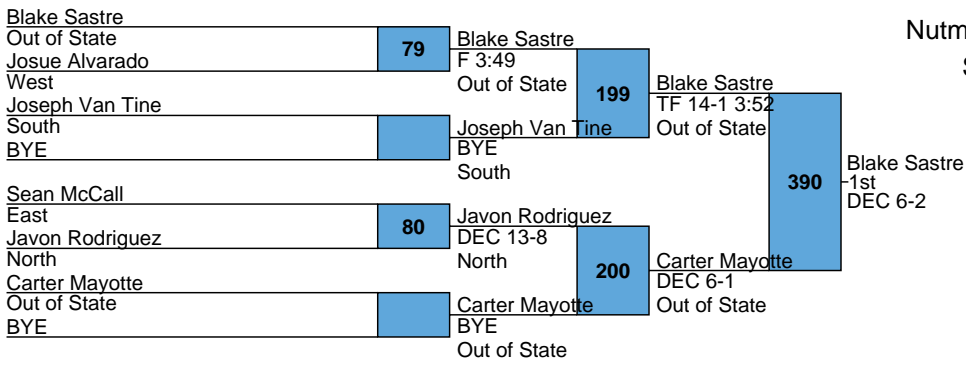 Blake Sastre
Out of State
79
Josue Alvarado
West
Blake Sastre
F 3:49
Out of State
199
Joseph Van Tine
South
BYE
Joseph Van Tine
BYE
South
Blake Sastre
TF 14-1 3:52
Out of State
390
Blake Sastre
1st
DEC 6-2
Sean McCall
East
80
Javon Rodriguez
North
Javon Rodriguez
DEC 13-8
North
200
Carter Mayotte
Out of State
BYE
Carter Mayotte
BYE
Out of State
Carter Mayotte
DEC 6-1
Out of State
Nutm